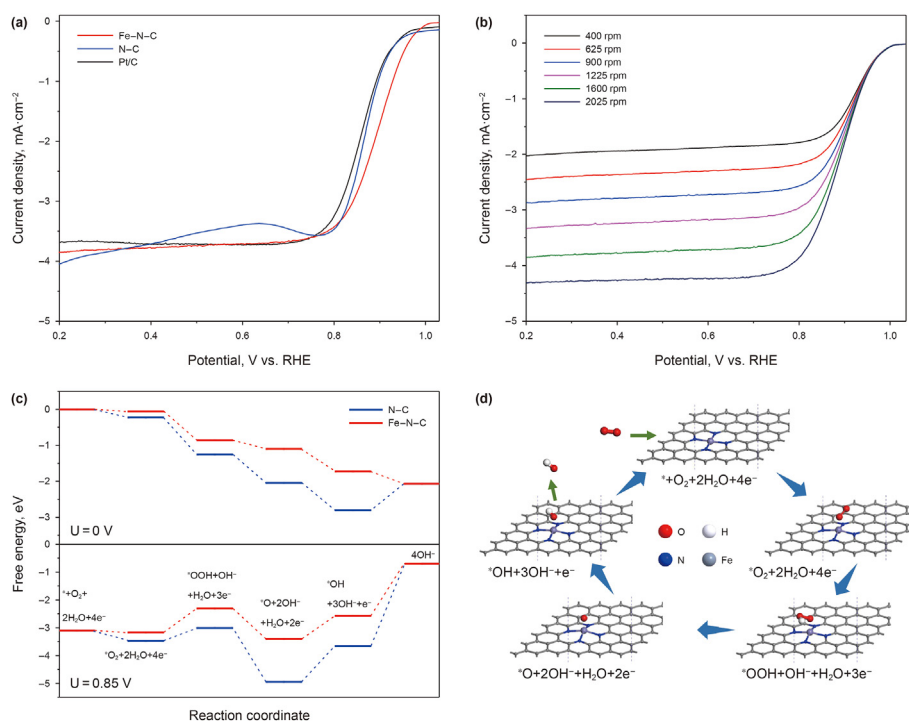 (a)
0
−1
−2
−3
−4
−5
Current density, mA·cm⁻²
Fe−N−C
N−C
Pt/C
0.2
0.4
0.6
0.8
1.0
Potential, V vs. RHE
(b)
0
−1
−2
−3
−4
−5
Current density, mA·cm⁻²
400 rpm
625 rpm
900 rpm
1225 rpm
1600 rpm
2025 rpm
0.2
0.4
0.6
0.8
1.0
Potential, V vs. RHE
(c)
0
−1
−2
−3
Free energy, eV
N−C
Fe−N−C
U = 0 V
−2
−3
−4
−5
*+O₂+
2H₂O+4e⁻
*O₂+2H₂O+4e⁻
*OOH+OH⁻
+H₂O+3e⁻
*O+2OH⁻
+H₂O+2e⁻
*OH
+3OH⁻+e⁻
4OH⁻
U = 0.85 V
Reaction coordinate
(d)
*+O₂+2H₂O+4e⁻
*OH+3OH⁻+e⁻
O
H
N
Fe
*O₂+2H₂O+4e⁻
*O+2OH⁻+H₂O+2e⁻
*OOH+OH⁻+H₂O+3e⁻